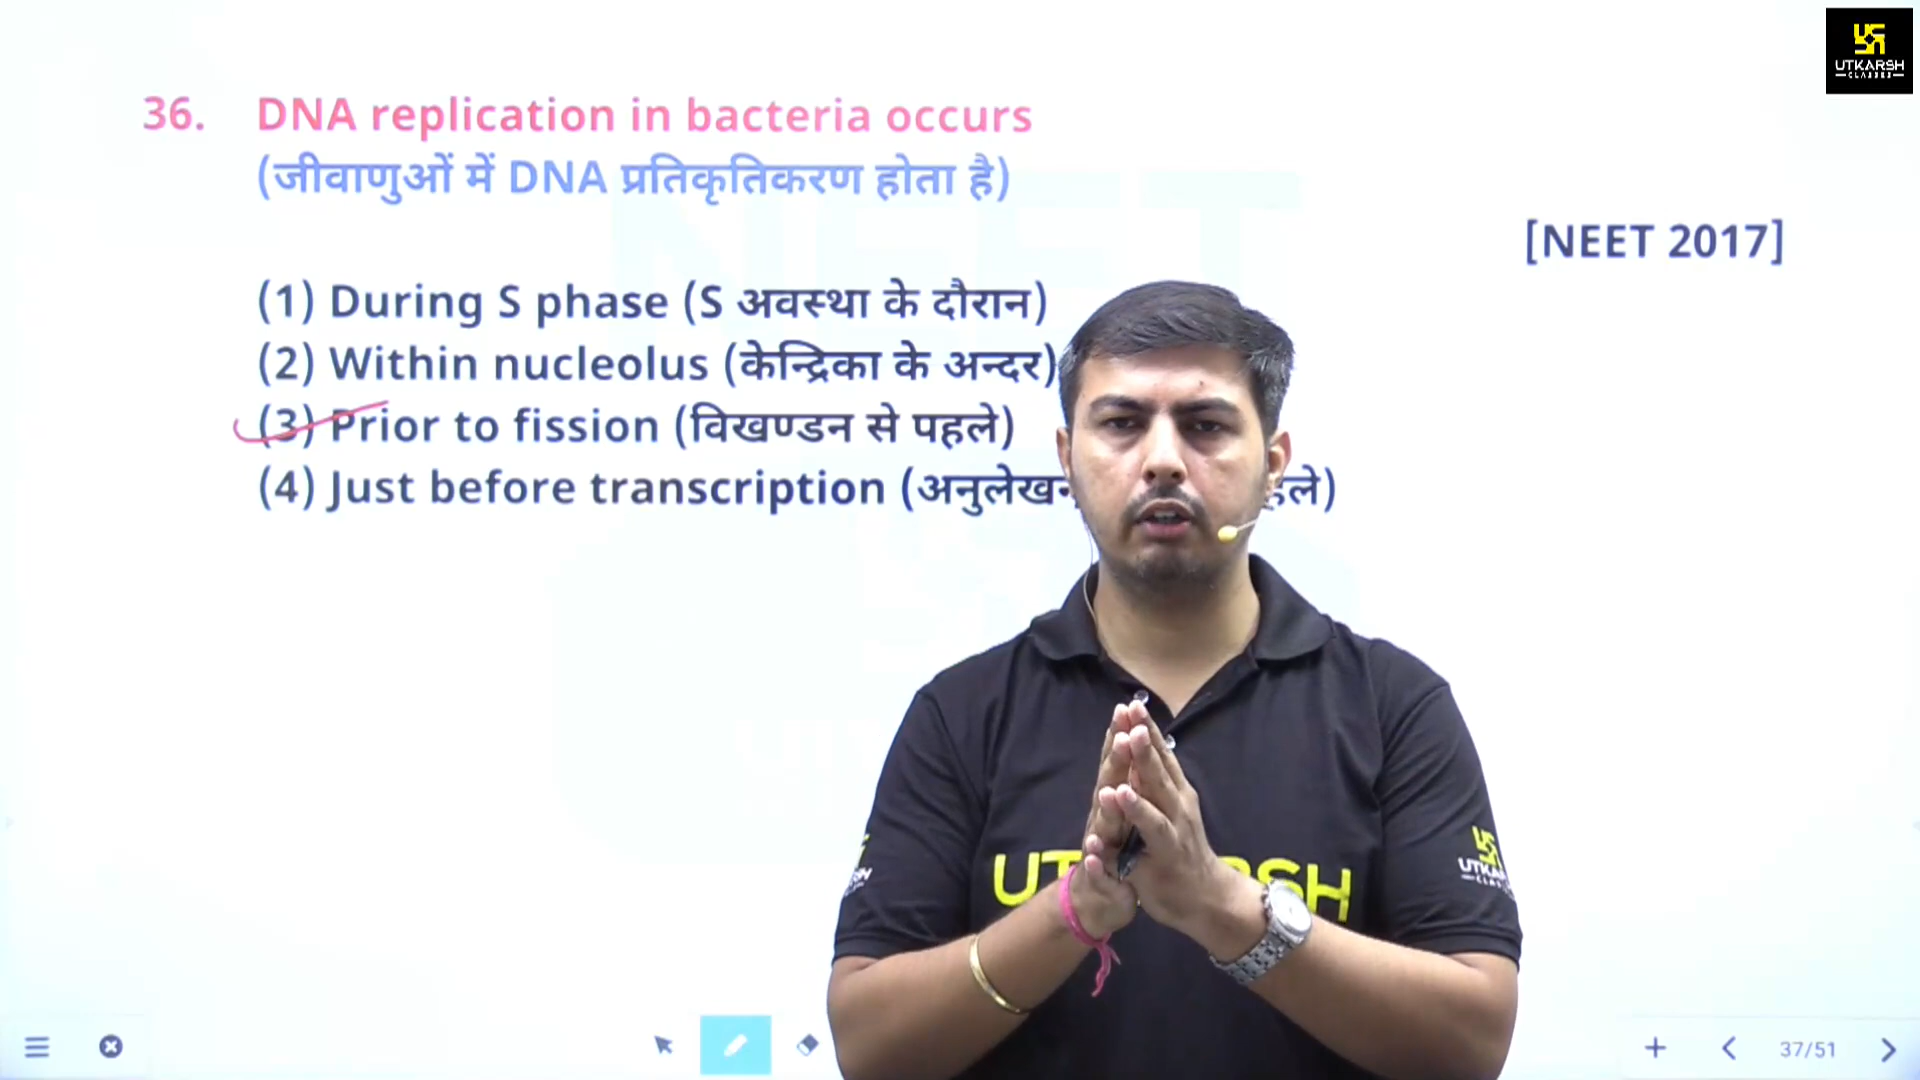 UTKARSH
CLASSES
36. DNA replication in bacteria occurs
(जीवाणुओं में DNA प्रतिकृतिकरण होता है)
[NEET 2017]
(1) During S phase (S अवस्था के दौरान)
(2) Within nucleolus (केन्द्रिका के अन्दर)
(3) Prior to fission (विखण्डन से पहले)
(4) Just before transcription
37/51